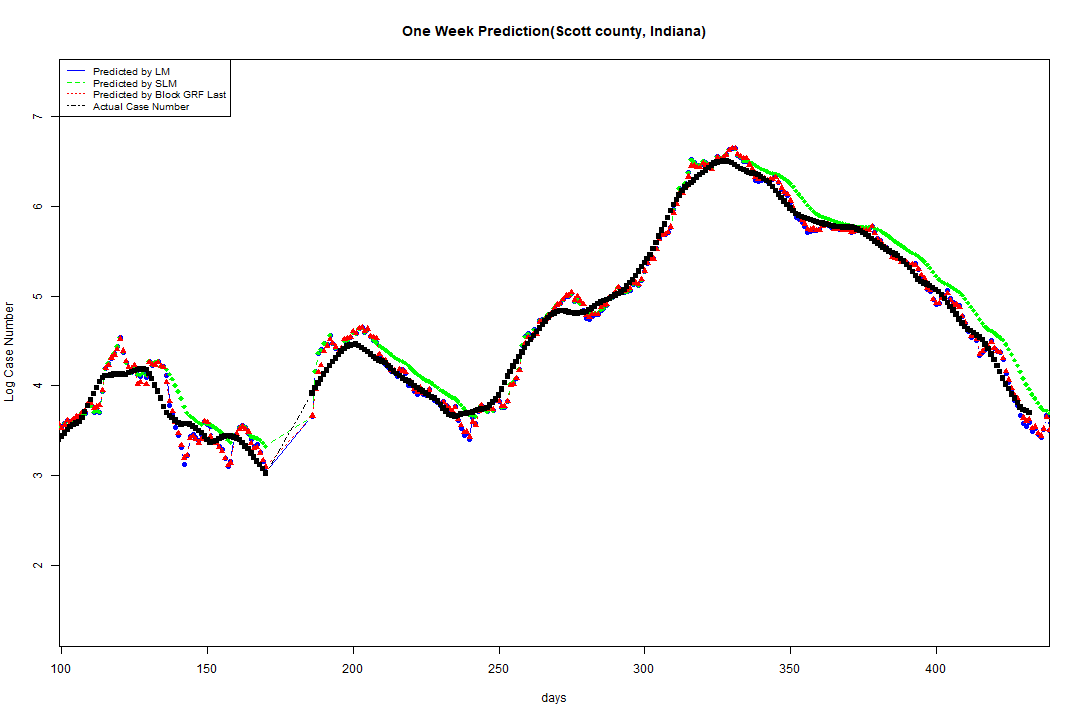 One Week Prediction(Scott county, Indiana)
Predicted by LM
Predicted by SLM
Predicted by Block GRF Last
Actual Case Number
7
6
5
4
3
2
Log Case Number
100 150 200 250 300 350 400
days